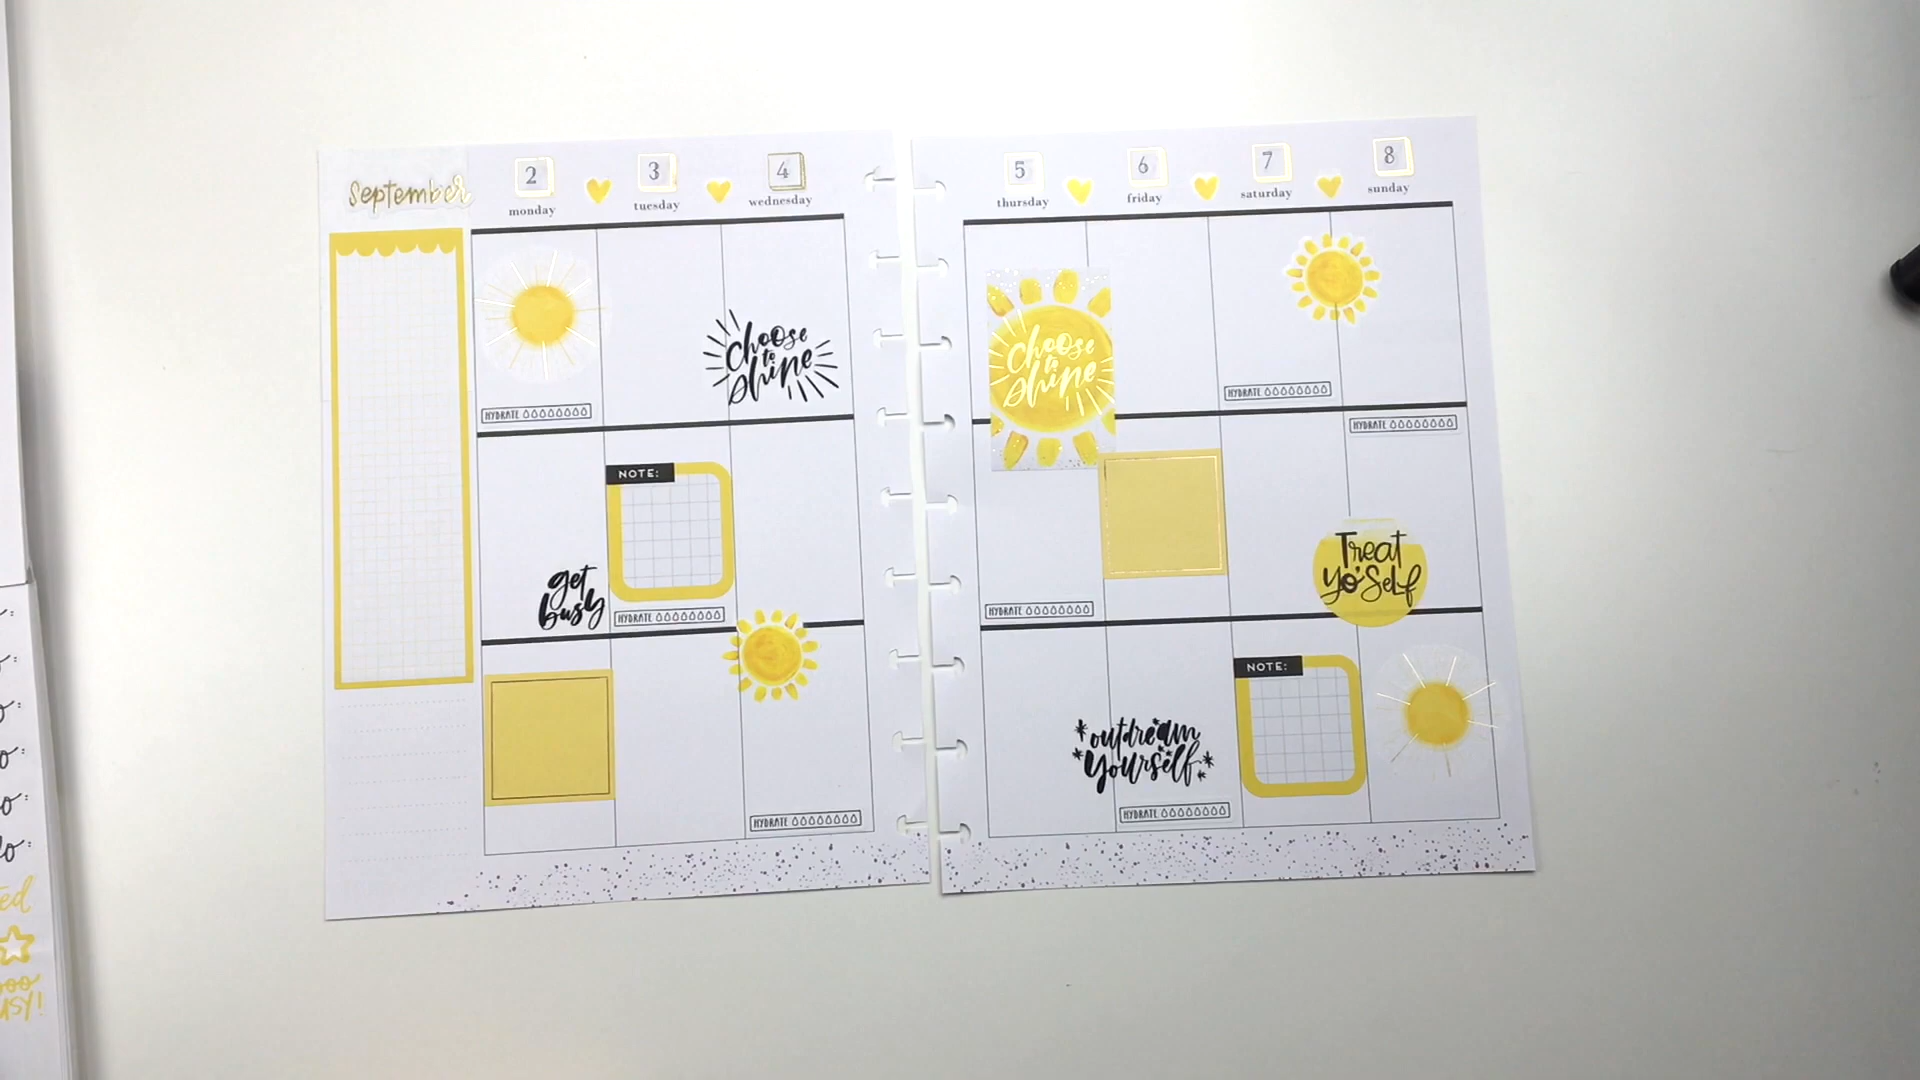 september
2
3
4
5
6
7
8
monday
tuesday
wednesday
thursday
friday
saturday
sunday
choose
to
shine
HYDRATE
NOTE:
get
busy
HYDRATE
HYDRATE
choose
to
shine
HYDRATE
HYDRATE
Treat
yo'self
HYDRATE
NOTE:
outdream
yourself
HYDRATE
busy!